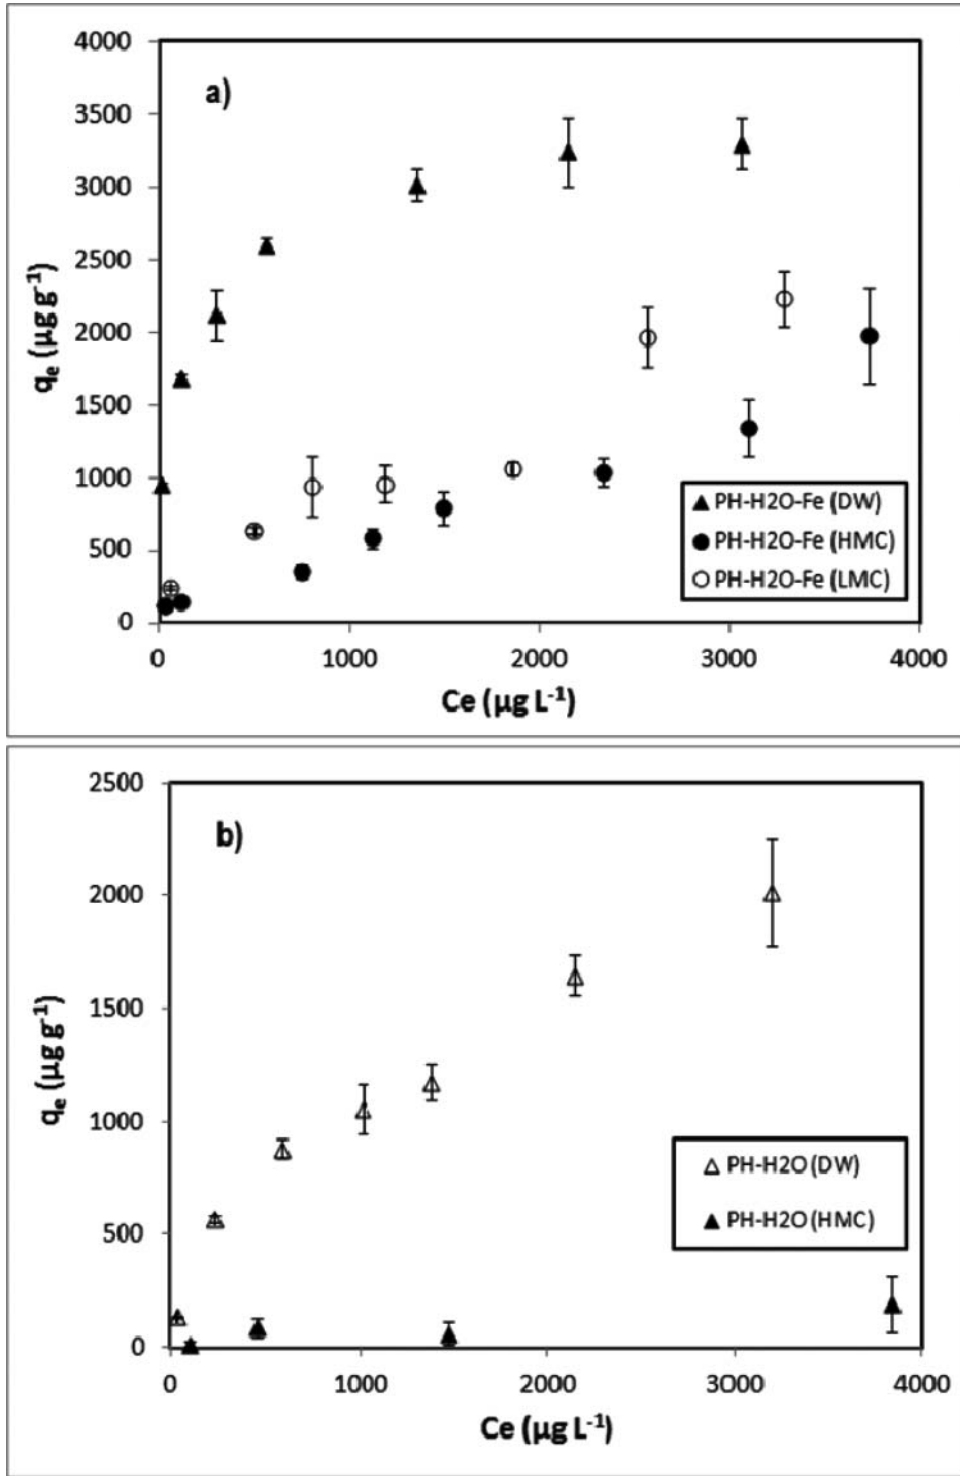 a)
4000
3500
3000
2500
2000
1500
1000
500
0
qe (µg g-1)
PH-H2O-Fe (DW)
PH-H2O-Fe (HMC)
PH-H2O-Fe (LMC)
0 1000 2000 3000 4000
Ce (µg L-1)
b)
2500
2000
1500
1000
500
0
qe (µg g-1)
PH-H2O (DW)
PH-H2O (HMC)
0 1000 2000 3000 4000
Ce (µg L-1)